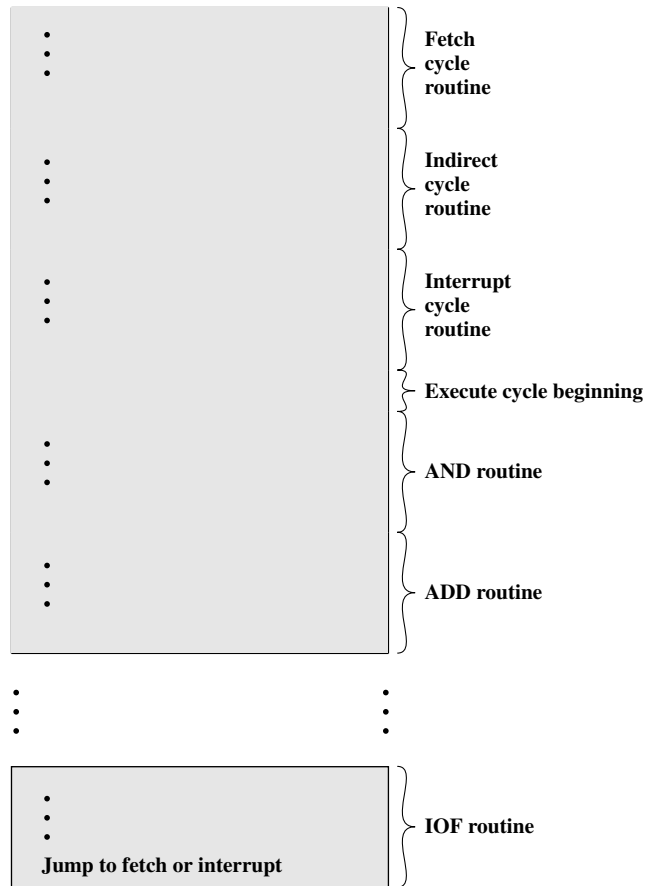 Fetch
cycle
routine
Indirect
cycle
routine
Interrupt
cycle
routine
Execute cycle beginning
AND routine
ADD routine
IOF routine
Jump to fetch or interrupt